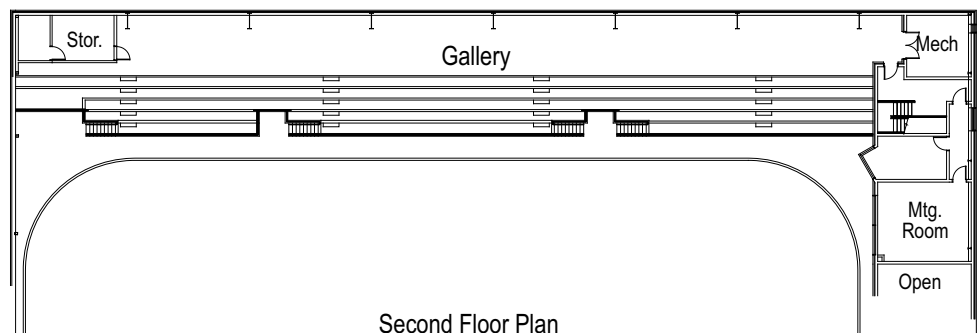 Stor.
Gallery
Mech
Mtg.
Room
Open
Second Floor Plan